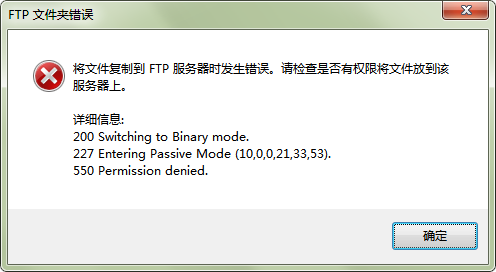 FTP 文件夹错误
将文件复制到 FTP 服务器时发生错误。请检查是否有权限将文件放到该
服务器上。
详细信息:
200 Switching to Binary mode.
227 Entering Passive Mode (10,0,0,21,33,53).
550 Permission denied.
确定